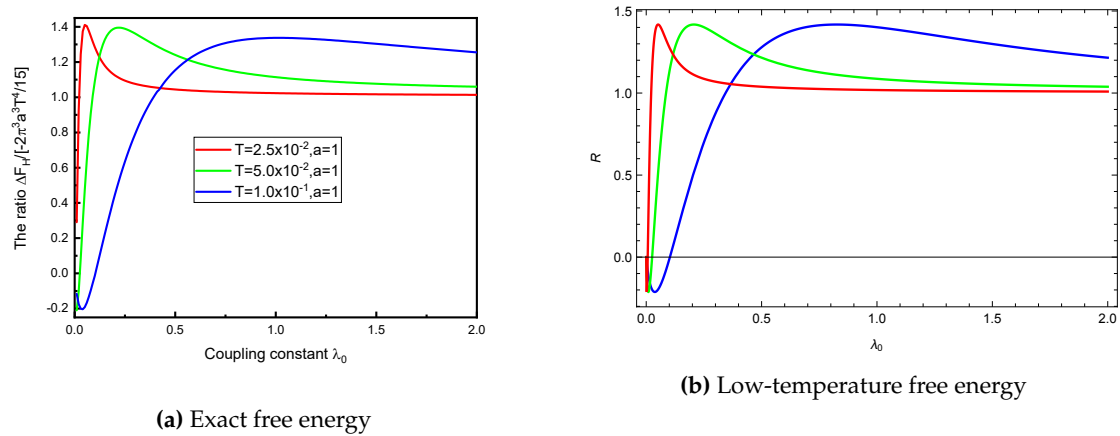 The ratio ΔF_H/[-2π³a³T⁴/15]
1.4
1.2
1.0
0.8
0.6
0.4
0.2
0.0
-0.2
T=2.5x10⁻²,a=1
T=5.0x10⁻²,a=1
T=1.0x10⁻¹,a=1
0.0 0.5 1.0 1.5 2.0
Coupling constant λ₀
(a) Exact free energy
R
1.5
1.0
0.5
0.0
0.0 0.5 1.0 1.5 2.0
λ₀
(b) Low-temperature free energy